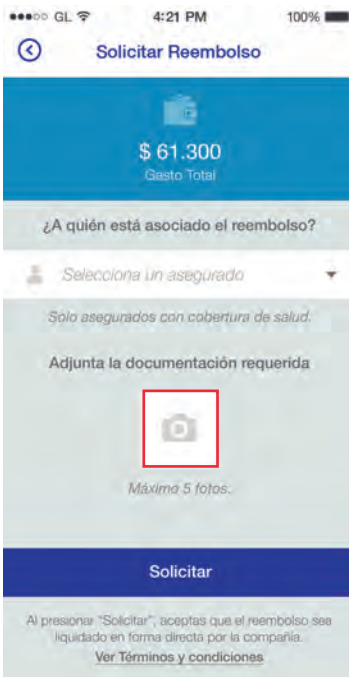 GL 4:21 PM 100%
Solicitar Reembolso
$ 61.300
Gasto Total
¿A quién está asociado el reembolso?
Selecciona un asegurado
Solo asegurados con cobertura de salud.
Adjunta la documentación requerida
Máximo 5 fotos.
Solicitar
Al presionar "Solicitar", aceptas que el reembolso sea
liquidado en forma directa por la compañía.
Ver Términos y condiciones